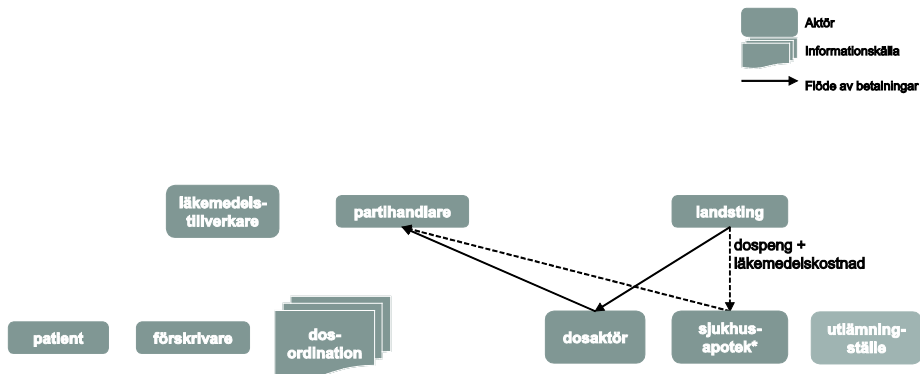 Aktör
Informationskälla
Flöde av betalningar
läkemedels-
tillverkare
partihandlare
landsting
dospeng +
läkemedelskostnad
patient
förskrivare
dos-
ordination
dosaktör
sjukhus-
apotek*
utlämning-
ställe